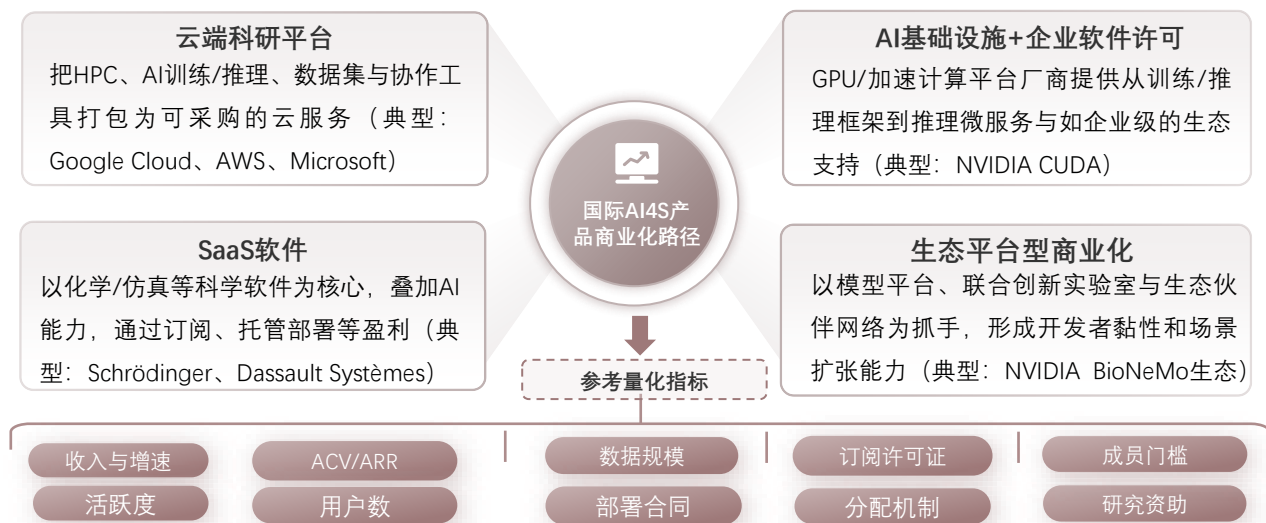 云端科研平台
把HPC、AI训练/推理、数据集与协作工
具打包为可采购的云服务（典型：
Google Cloud、AWS、Microsoft）
AI基础设施+企业软件许可
GPU/加速计算平台厂商提供从训练/推
理框架到推理微服务与如企业级的生态
支持（典型：NVIDIA CUDA）
国际AI4S产
品商业化路径
SaaS软件
以化学/仿真等科学软件为核心，叠加AI
能力，通过订阅、托管部署等盈利（典
型：Schrödinger、Dassault Systèmes）
生态平台型商业化
以模型平台、联合创新实验室与生态伙
伴网络为抓手，形成开发者黏性和场景
扩张能力（典型：NVIDIA BioNeMo生态）
参考量化指标
收入与增速
ACV/ARR
数据规模
订阅许可证
成员门槛
活跃度
用户数
部署合同
分配机制
研究资助